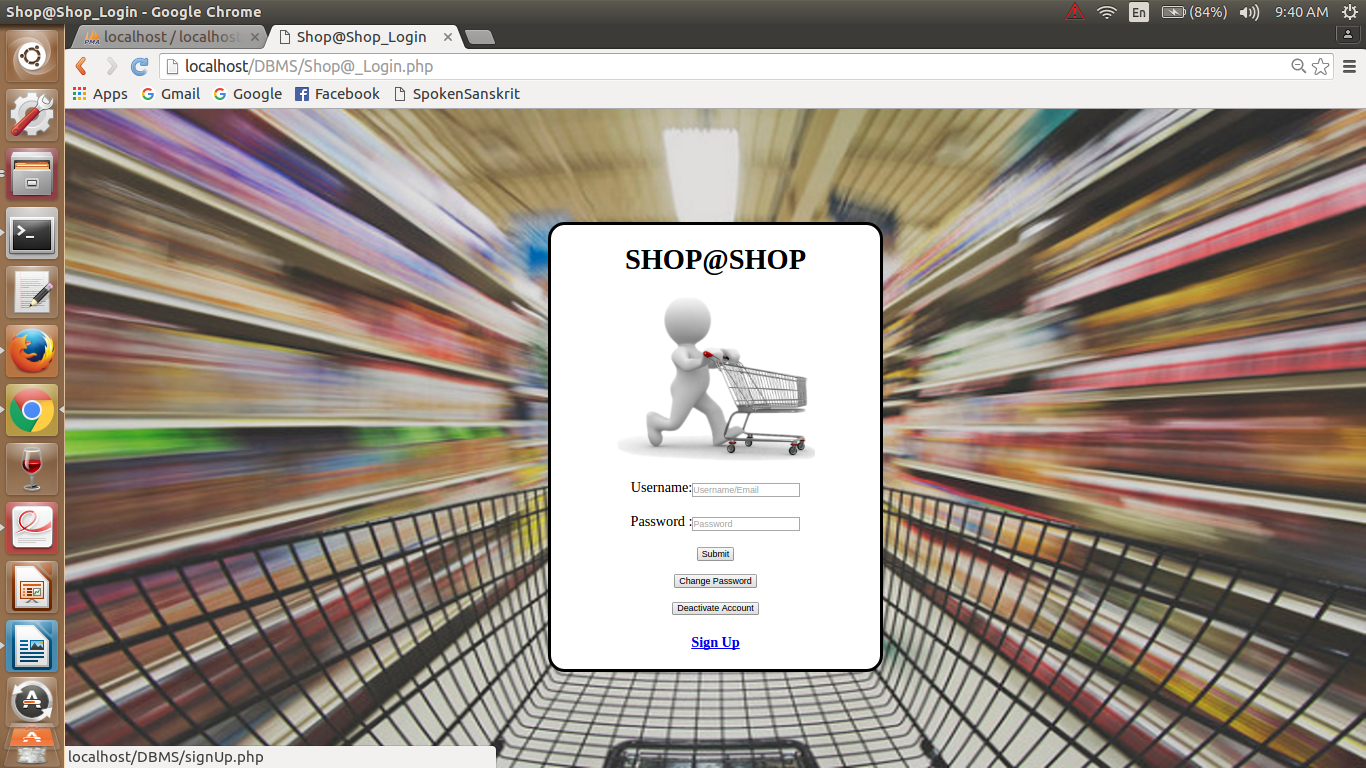 Shop@Shop_Login - Google Chrome
En
(84%)
9:40 AM
PMA
localhost / localhos
Shop@Shop_Login
localhost/DBMS/Shop@_Login.php
Apps
Gmail
Google
Facebook
SpokenSanskrit
SHOP@SHOP
Username:
Username/Email
Password :
Password
Submit
Change Password
Deactivate Account
Sign Up
localhost/DBMS/signUp.php